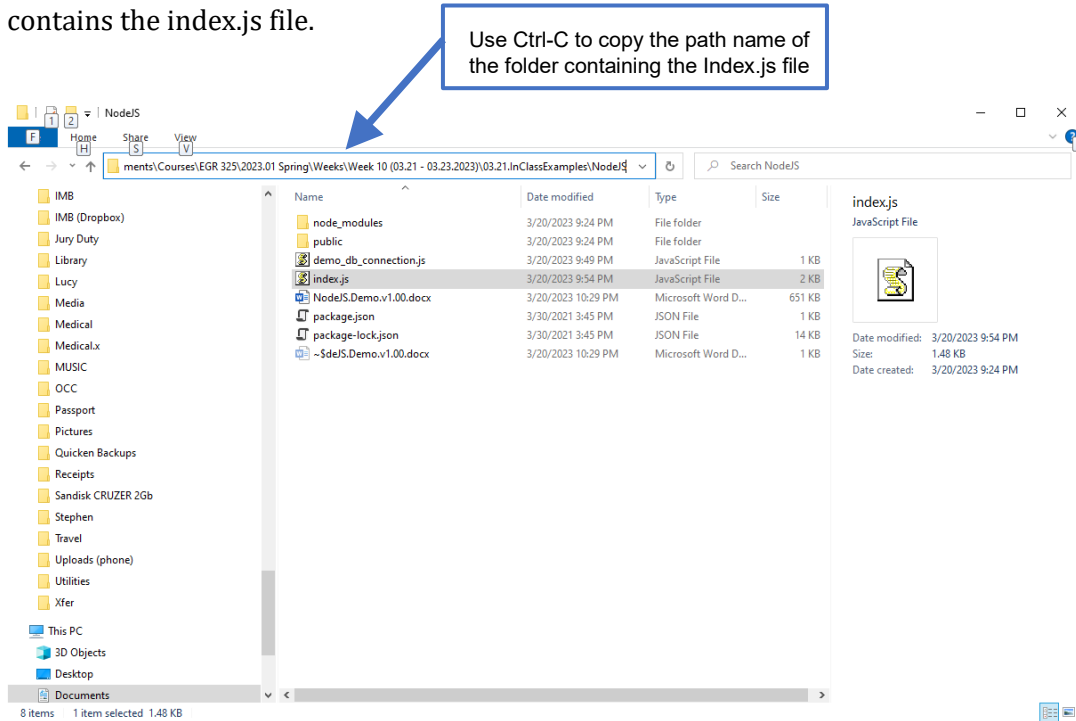 contains the index.js file.
Use Ctrl-C to copy the path name of
the folder containing the Index.js file
1 2 NodeJS
F Home Share View
H S V
ments\Courses\EGR 325\2023.01 Spring\Weeks\Week 10 (03.21 - 03.23.2023)\03.21.InClassExamples\NodeJS
Search NodeJS
IMB
IMB (Dropbox)
Jury Duty
Library
Lucy
Media
Medical
Medical.x
MUSIC
OCC
Passport
Pictures
Quicken Backups
Receipts
Sandisk CRUZER 2Gb
Stephen
Travel
Uploads (phone)
Utilities
Xfer
This PC
3D Objects
Desktop
Documents
Name Date modified Type Size
node_modules 3/20/2023 9:24 PM File folder
public 3/20/2023 9:24 PM File folder
demo_db_connection.js 3/20/2023 9:49 PM JavaScript File 1 KB
index.js 3/20/2023 9:54 PM JavaScript File 2 KB
NodeJS.Demo.v1.00.docx 3/20/2023 10:29 PM Microsoft Word D... 651 KB
package.json 3/30/2021 3:45 PM JSON File 1 KB
package-lock.json 3/30/2021 3:45 PM JSON File 14 KB
~$deJS.Demo.v1.00.docx 3/20/2023 10:29 PM Microsoft Word D... 1 KB
index.js
JavaScript File
Date modified: 3/20/2023 9:54 PM
Size: 1.48 KB
Date created: 3/20/2023 9:24 PM
8 items 1 item selected 1.48 KB